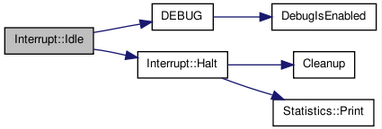 Interrupt::Idle
DEBUG
DebugIsEnabled
Interrupt::Halt
Cleanup
Statistics::Print